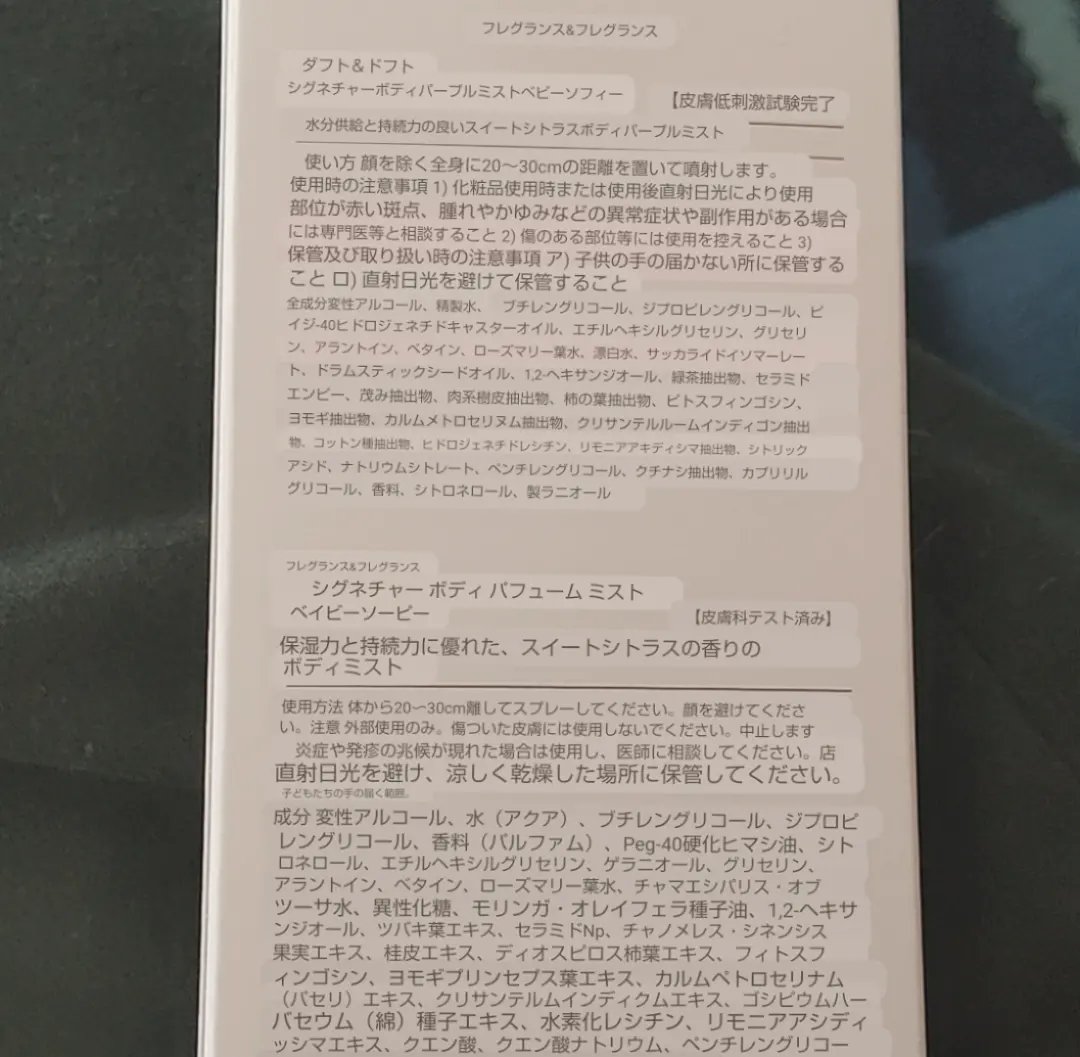 フレグランス&フレグランス
ダフト＆ドフト
シグネチャーボディパープルミストベビーソフィー
【皮膚低刺激試験完了
水分供給と持続力の良いスイートシトラスボディパープルミスト
使い方 顔を除く全身に20〜30cmの距離を置いて噴射します。
使用時の注意事項 1) 化粧品使用時または使用後直射日光により使用
部位が赤い斑点、腫れやかゆみなどの異常症状や副作用がある場合
には専門医等と相談すること 2) 傷のある部位等には使用を控えること 3)
保管及び取り扱い時の注意事項 ア) 子供の手の届かない所に保管する
こと ロ) 直射日光を避けて保管すること
全成分変性アルコール、精製水、 ブチレングリコール、ジプロピレングリコール、ピ
イジ-40ヒドロジェネチドキャスターオイル、エチルヘキシルグリセリン、グリセリ
ン、アラントイン、ベタイン、ローズマリー葉水、漂白水、サッカライドイソマーレー
ト、ドラムスティックシードオイル、1,2-ヘキサンジオール、緑茶抽出物、セラミド
エンピー、茂み抽出物、肉系樹皮抽出物、柿の葉抽出物、ピトスフィンゴシン、
ヨモギ抽出物、カルムメトロセリヌム抽出物、クリサンテルルームインディゴン抽出
物、コットン種抽出物、ヒドロジェネチドレシチン、リモニアアキディシマ抽出物、シトリック
アシド、ナトリウムシトレート、ペンチレングリコール、クチナシ抽出物、カプリリル
グリコール、香料、シトロネロール、製ラニオール
フレグランス&フレグランス
シグネチャー ボディ パフューム ミスト
ベイビーソーピー
【皮膚科テスト済み】
保湿力と持続力に優れた、スイートシトラスの香りの
ボディミスト
使用方法 体から20〜30cm離してスプレーしてください。顔を避けてくださ
い。注意 外部使用のみ。傷ついた皮膚には使用しないでください。中止します
炎症や発疹の兆候が現れた場合は使用し、医師に相談してください。店
直射日光を避け、涼しく乾燥した場所に保管してください。
子どもたちの手の届く範囲。
成分 変性アルコール、水（アクア）、ブチレングリコール、ジプロピ
レングリコール、香料（パルファム）、Peg-40硬化ヒマシ油、シト
ロネロール、エチルヘキシルグリセリン、ゲラニオール、グリセリン、
アラントイン、ベタイン、ローズマリー葉水、チャマエシパリス・オブ
ツーサ水、異性化糖、モリンガ・オレイフェラ種子油、1,2-ヘキサ
ンジオール、ツバキ葉エキス、セラミドNp、チャノメレス・シネンシス
果実エキス、桂皮エキス、ディオスピロス柿葉エキス、フィトスフ
ィンゴシン、ヨモギプリンセプス葉エキス、カルムペトロセリナム
（パセリ）エキス、クリサンテルムインディクムエキス、ゴシピウムハー
バセウム（綿）種子エキス、水素化レシチン、リモニアアシディ
ッシマエキス、クエン酸、クエン酸ナトリウム、ペンチレングリコー